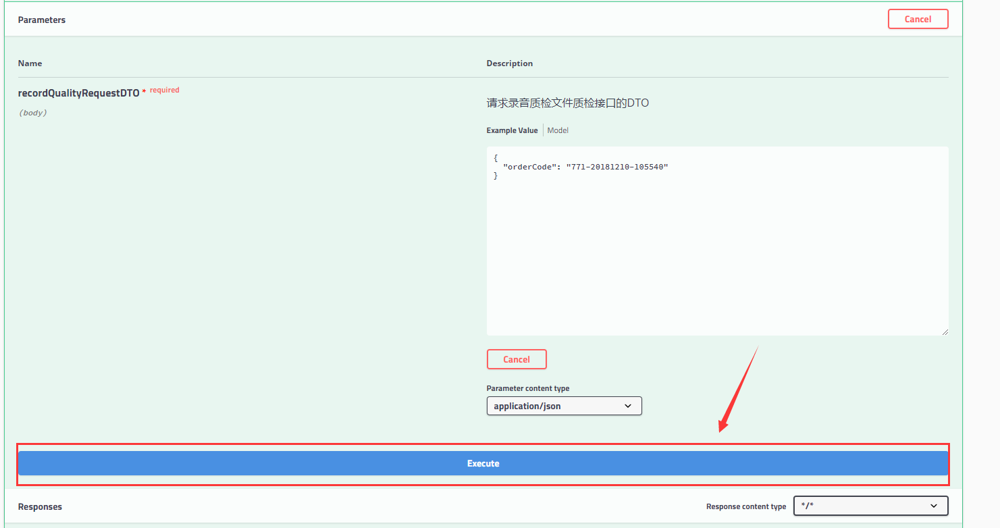 Parameters
Cancel
Name
Description
recordQualityRequestDTO * required
(body)
请求录音质检文件质检接口的DTO
Example Value
Model
{
"orderCode": "771-20181210-105540"
}
Cancel
Parameter content type
application/json
Execute
Responses
Response content type
*/*